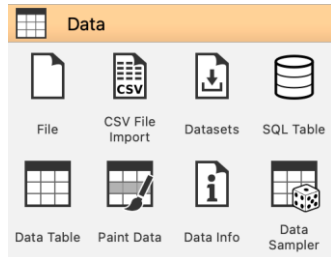 Data
CSV
File
CSV File
Import
Datasets
SQL Table
Data Table
Paint Data
Data Info
Data
Sampler